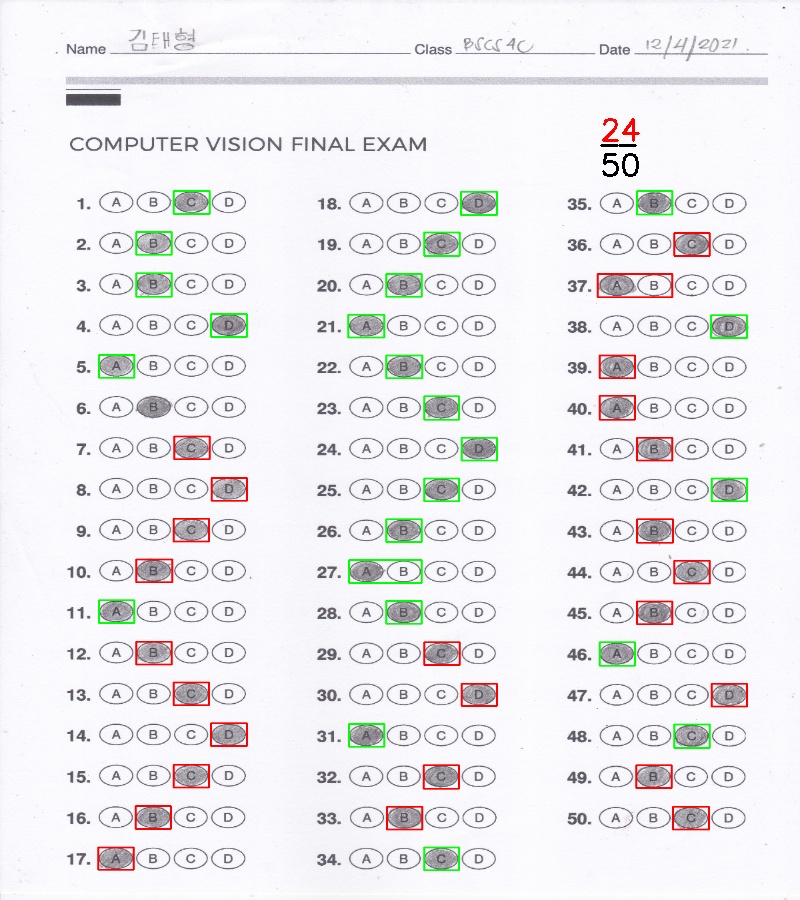 Name 김태형 Class BSCS 4C Date 12/4/2021
COMPUTER VISION FINAL EXAM
24
50
1. A B C D
2. A B C D
3. A B C D
4. A B C D
5. A B C D
6. A B C D
7. A B C D
8. A B C D
9. A B C D
10. A B C D
11. A B C D
12. A B C D
13. A B C D
14. A B C D
15. A B C D
16. A B C D
17. A B C D
18. A B C D
19. A B C D
20. A B C D
21. A B C D
22. A B C D
23. A B C D
24. A B C D
25. A B C D
26. A B C D
27. A B C D
28. A B C D
29. A B C D
30. A B C D
31. A B C D
32. A B C D
33. A B C D
34. A B C D
35. A B C D
36. A B C D
37. A B C D
38. A B C D
39. A B C D
40. A B C D
41. A B C D
42. A B C D
43. A B C D
44. A B C D
45. A B C D
46. A B C D
47. A B C D
48. A B C D
49. A B C D
50. A B C D